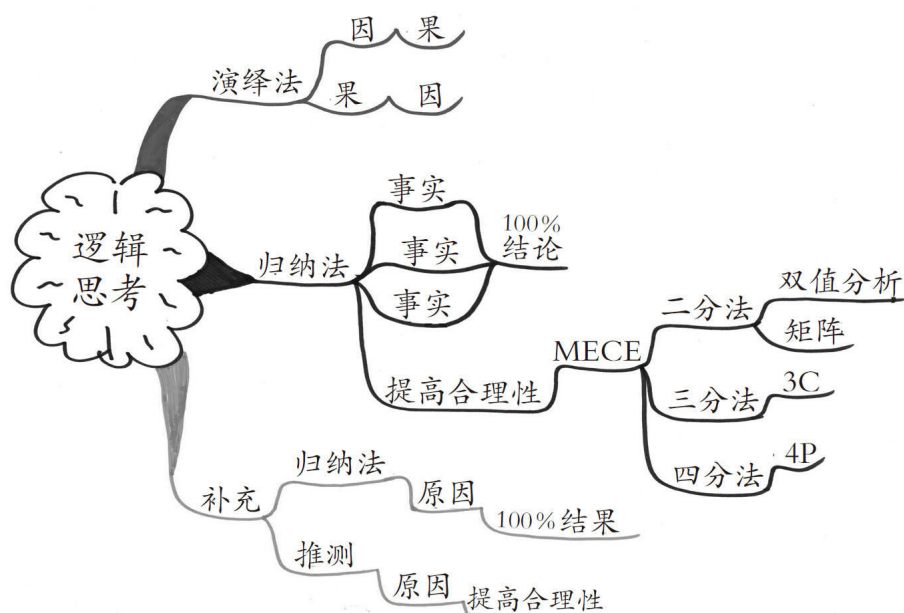 逻辑
思考
演绎法
因 果
果 因
归纳法
事实
事实
事实
100%
结论
提高合理性
MECE
二分法
双值分析
矩阵
三分法
3C
四分法
4P
补充
归纳法
原因
100%结果
推测
原因
提高合理性